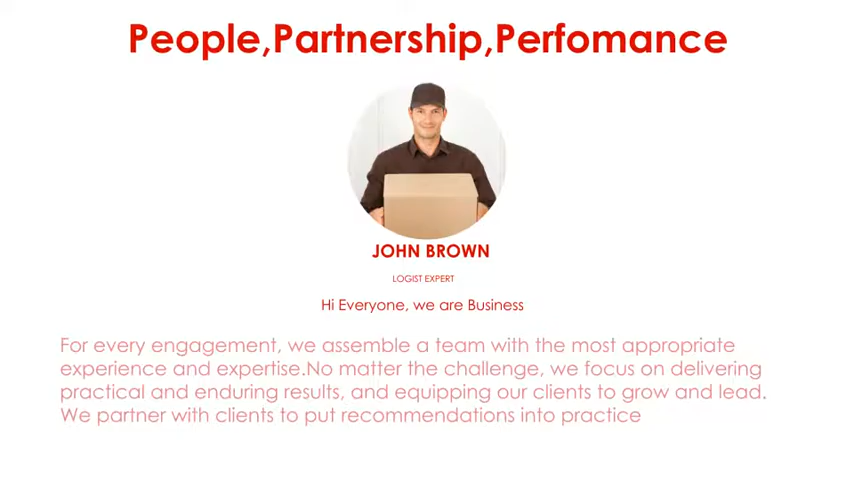 People,Partnership,Perfomance
JOHN BROWN
LOGIST EXPERT
Hi Everyone, we are Business
For every engagement, we assemble a team with the most appropriate
experience and expertise.No matter the challenge, we focus on delivering
practical and enduring results, and equipping our clients to grow and lead.
We partner with clients to put recommendations into practice